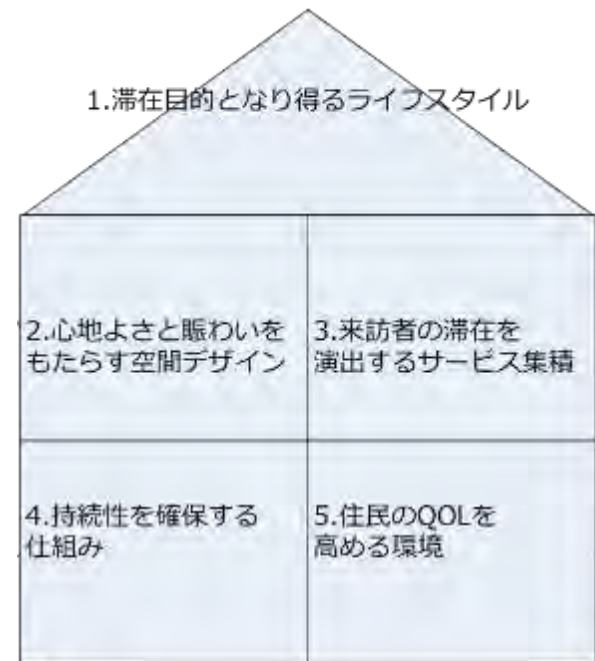 1.滞在目的となり得るライフスタイル
2.心地よさと賑わいを
もたらす空間デザイン
3.来訪者の滞在を
演出するサービス集積
4.持続性を確保する
仕組み
5.住民のQOLを
高める環境